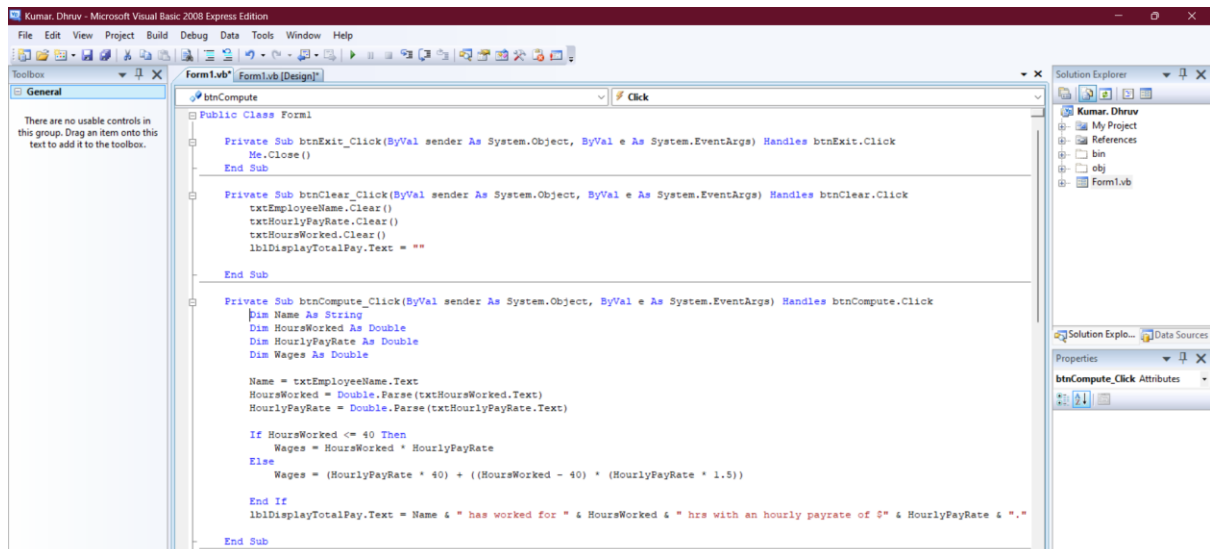 Kumar. Dhruv - Microsoft Visual Basic 2008 Express Edition
File Edit View Project Build Debug Data Tools Window Help
Toolbox
General
There are no usable controls in
this group. Drag an item onto this
text to add it to the toolbox.
Form1.vb* Form1.vb [Design]*
btnCompute Click
Public Class Form1
Private Sub btnExit_Click(ByVal sender As System.Object, ByVal e As System.EventArgs) Handles btnExit.Click
Me.Close()
End Sub
Private Sub btnClear_Click(ByVal sender As System.Object, ByVal e As System.EventArgs) Handles btnClear.Click
txtEmployeeName.Clear()
txtHourlyPayRate.Clear()
txtHoursWorked.Clear()
lblDisplayTotalPay.Text = ""
End Sub
Private Sub btnCompute_Click(ByVal sender As System.Object, ByVal e As System.EventArgs) Handles btnCompute.Click
Dim Name As String
Dim HoursWorked As Double
Dim HourlyPayRate As Double
Dim Wages As Double
Name = txtEmployeeName.Text
HoursWorked = Double.Parse(txtHoursWorked.Text)
HourlyPayRate = Double.Parse(txtHourlyPayRate.Text)
If HoursWorked <= 40 Then
Wages = HoursWorked * HourlyPayRate
Else
Wages = (HourlyPayRate * 40) + ((HoursWorked - 40) * (HourlyPayRate * 1.5))
End If
lblDisplayTotalPay.Text = Name & " has worked for " & HoursWorked & " hrs with an hourly payrate of $" & HourlyPayRate & "."
End Sub
Solution Explorer
Kumar. Dhruv
My Project
References
bin
obj
Form1.vb
Solution Explo... Data Sources
Properties
btnCompute_Click Attributes